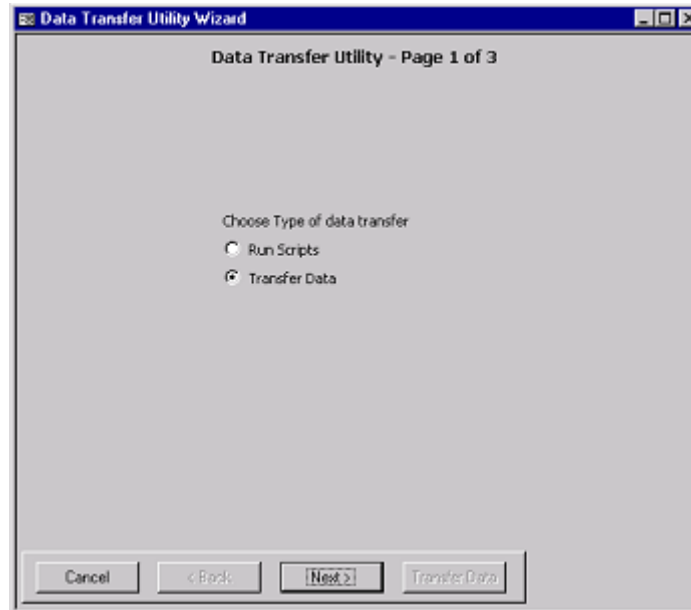 Data Transfer Utility Wizard
Data Transfer Utility - Page 1 of 3
Choose Type of data transfer
Run Scripts
Transfer Data
Cancel
< Back
Next >
Transfer Data